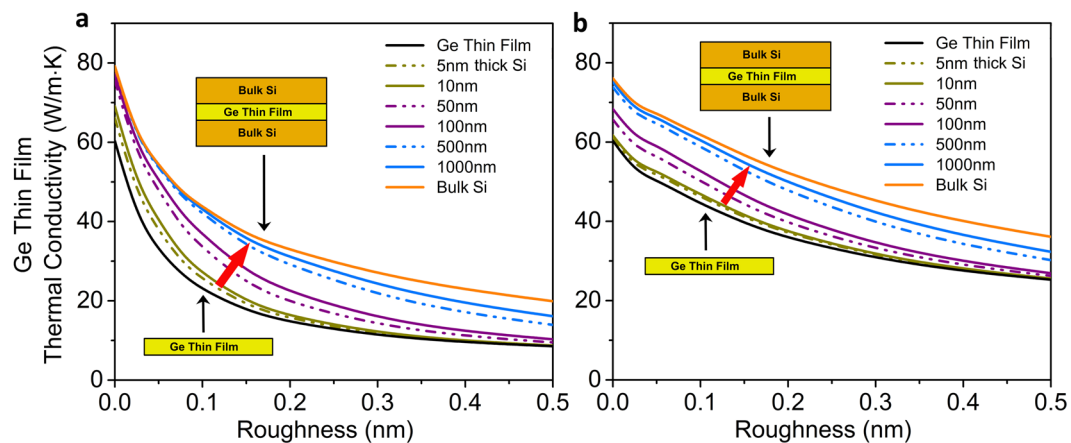 a
Ge Thin Film
Thermal Conductivity (W/m·K)
80
60
40
20
0
0.0 0.1 0.2 0.3 0.4 0.5
Roughness (nm)
Bulk Si
Ge Thin Film
Bulk Si
Ge Thin Film
Ge Thin Film
5nm thick Si
10nm
50nm
100nm
500nm
1000nm
Bulk Si
b
80
60
40
20
0
0.0 0.1 0.2 0.3 0.4 0.5
Roughness (nm)
Bulk Si
Ge Thin Film
Bulk Si
Ge Thin Film
Ge Thin Film
5nm thick Si
10nm
50nm
100nm
500nm
1000nm
Bulk Si